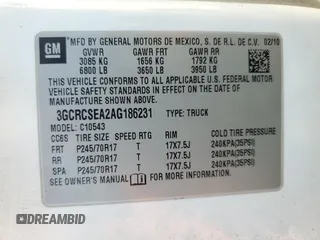 GM
MFD BY GENERAL MOTORS DE MEXICO, S. DE R.L. DE C.V. 02/10
GVWR GAWR FRT GAWR RR
3085 KG 1656 KG 1792 KG
6800 LB 3650 LB 3950 LB
THIS VEHICLE CONFORMS TO ALL APPLICABLE U.S. FEDERAL MOTOR
VEHICLE SAFETY STANDARDS IN EFFECT ON THE DATE OF
MANUFACTURE SHOWN ABOVE.
3GCRCSEA2AG186231 TYPE: TRUCK
MODEL: C10543
CC6S TIRE SIZE SPEED RTG RIM COLD TIRE PRESSURE
FRT P245/70R17 T 17X7.5J 240KPA(35PSI)
RR P245/70R17 T 17X7.5J 240KPA(35PSI)
SPA P245/70R17 T 17X7.5J 240KPA(35PSI)
SEE OWNER'S MANUAL FOR ADDITIONAL INFORMATION.
DREAMBID